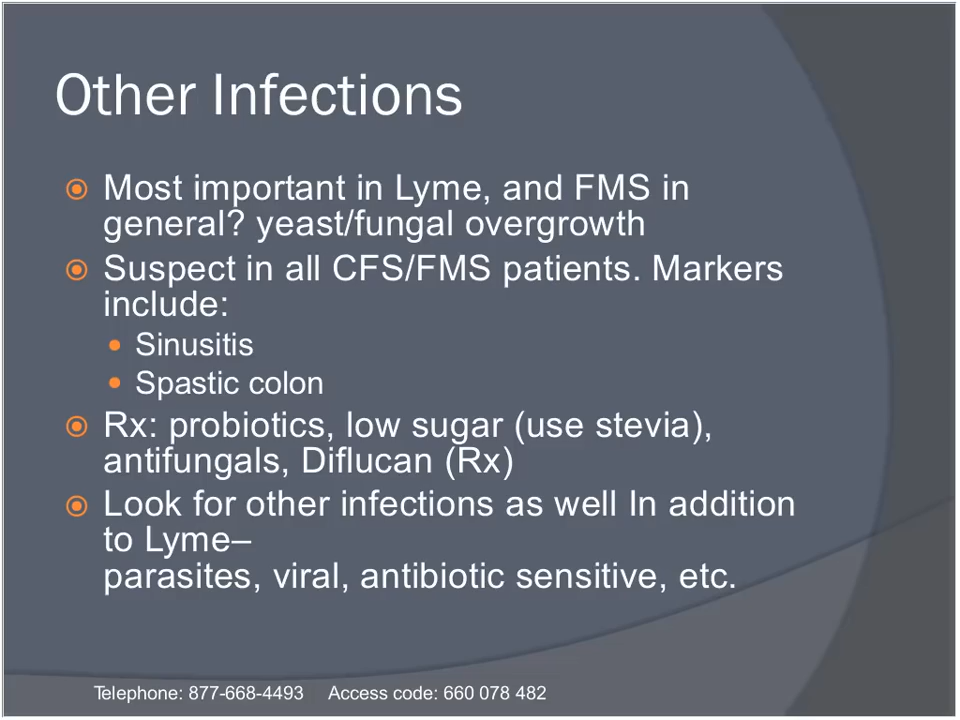 Other Infections
Most important in Lyme, and FMS in
general? yeast/fungal overgrowth
Suspect in all CFS/FMS patients. Markers
include:
Sinusitis
Spastic colon
Rx: probiotics, low sugar (use stevia),
antifungals, Diflucan (Rx)
Look for other infections as well In addition
to Lyme–
parasites, viral, antibiotic sensitive, etc.
Telephone: 877-668-4493 Access code: 660 078 482